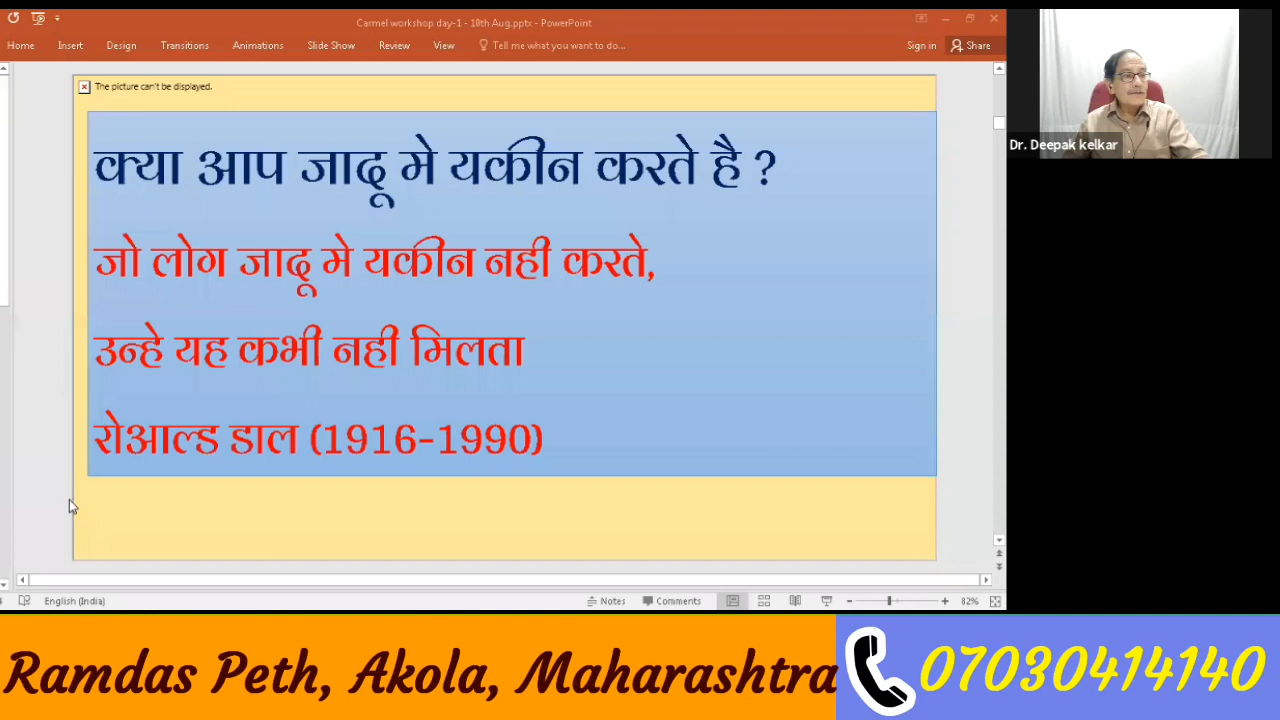 Carmel workshop day-1 - 10th Aug.pptx - PowerPoint
Home Insert Design Transitions Animations Slide Show Review View Tell me what you want to do... Sign in Share
The picture can't be displayed.
क्या आप जादू मे यकीन करते है ?
जो लोग जादू मे यकीन नही करते,
उन्हे यह कभी नही मिलता
रोआल्ड डाल (1916-1990)
Dr. Deepak kelkar
English (India) Notes Comments 82%
Ramdas Peth, Akola, Maharashtra
07030414140